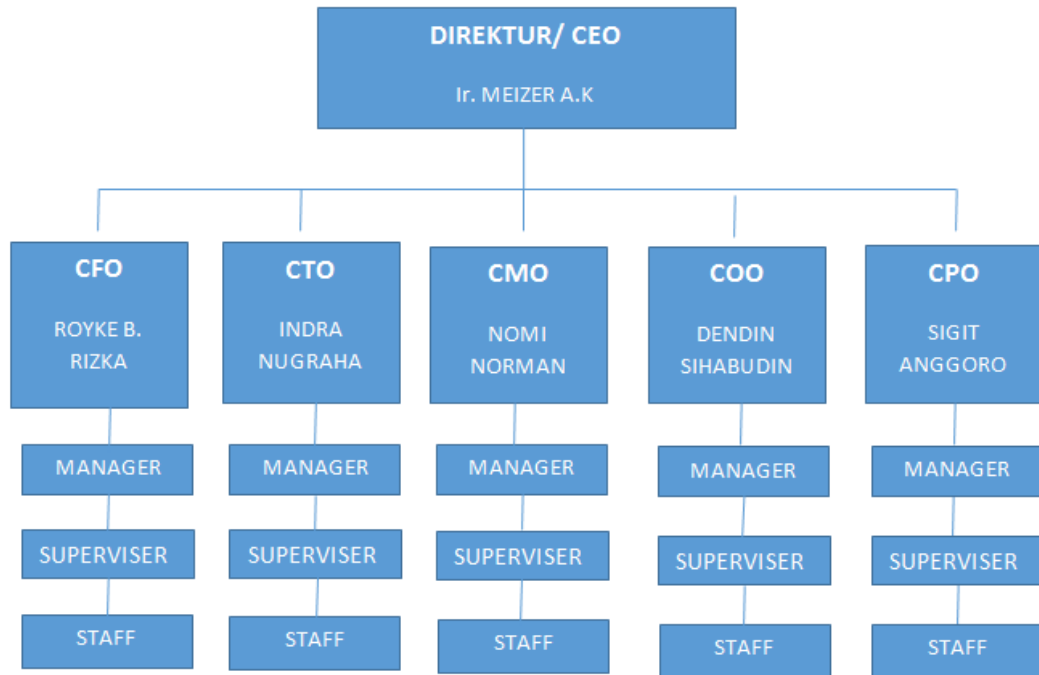 DIREKTUR/ CEO
Ir. MEIZER A.K
CFO
ROYKE B.
RIZKA
CTO
INDRA
NUGRAHA
CMO
NOMI
NORMAN
COO
DENDIN
SIHABUDIN
CPO
SIGIT
ANGGORO
MANAGER
MANAGER
MANAGER
MANAGER
MANAGER
SUPERVISER
SUPERVISER
SUPERVISER
SUPERVISER
SUPERVISER
STAFF
STAFF
STAFF
STAFF
STAFF